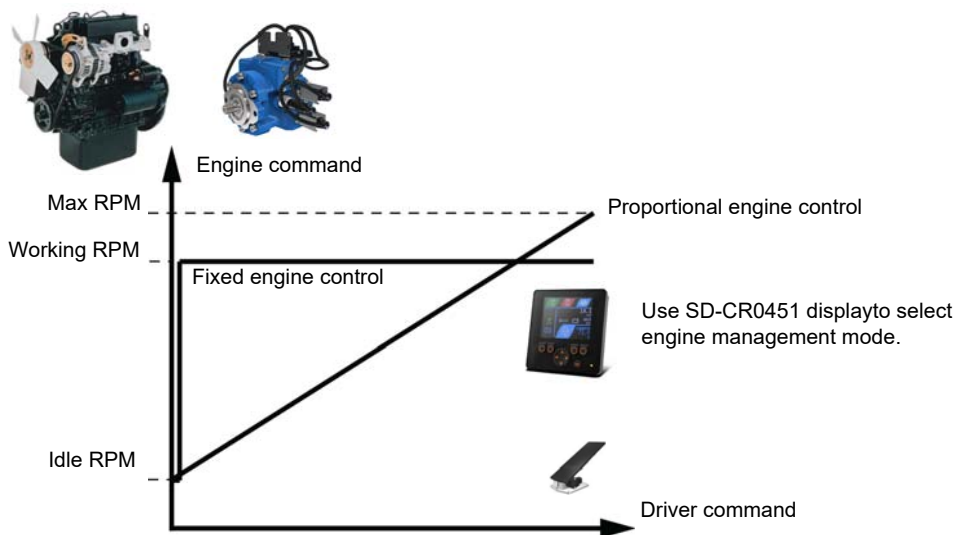 Engine command
Max RPM
Proportional engine control
Working RPM
Fixed engine control
Use SD-CR0451 displayto select
engine management mode.
Idle RPM
Driver command